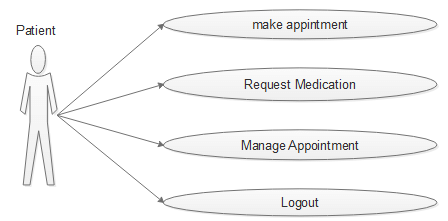 Patient
make appintment
Request Medication
Manage Appointment
Logout